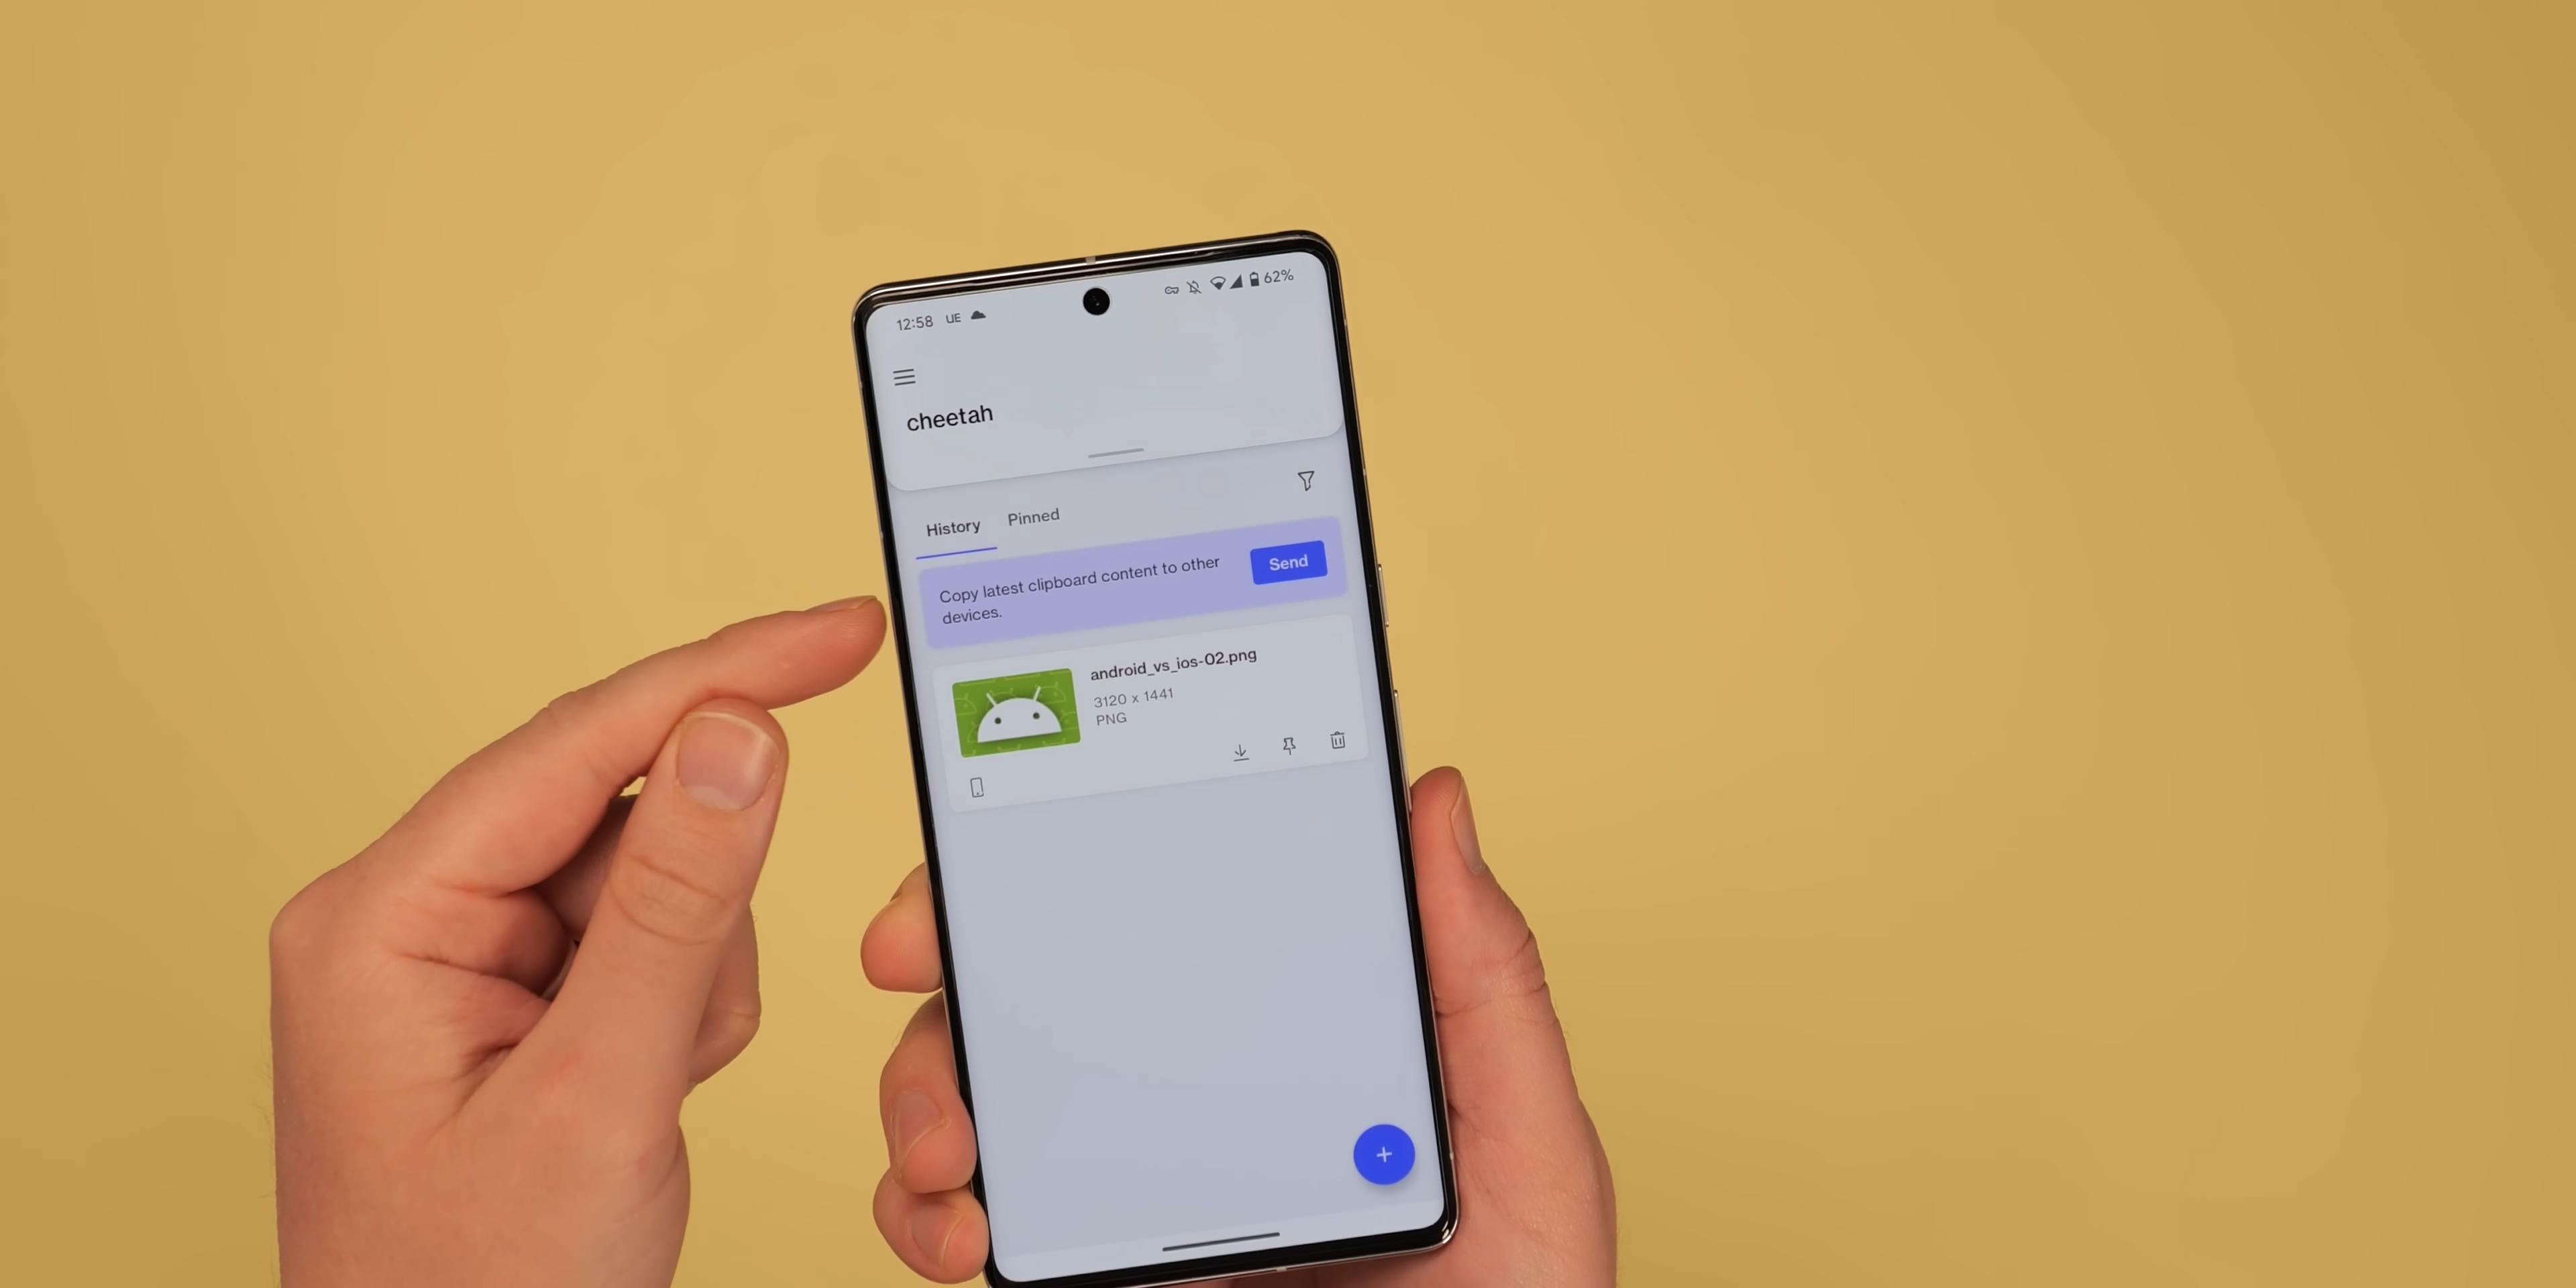 12:58 UE 62%
cheetah
History Pinned
Copy latest clipboard content to other
devices.
Send
android_vs_ios-02.png
3120 x 1441
PNG